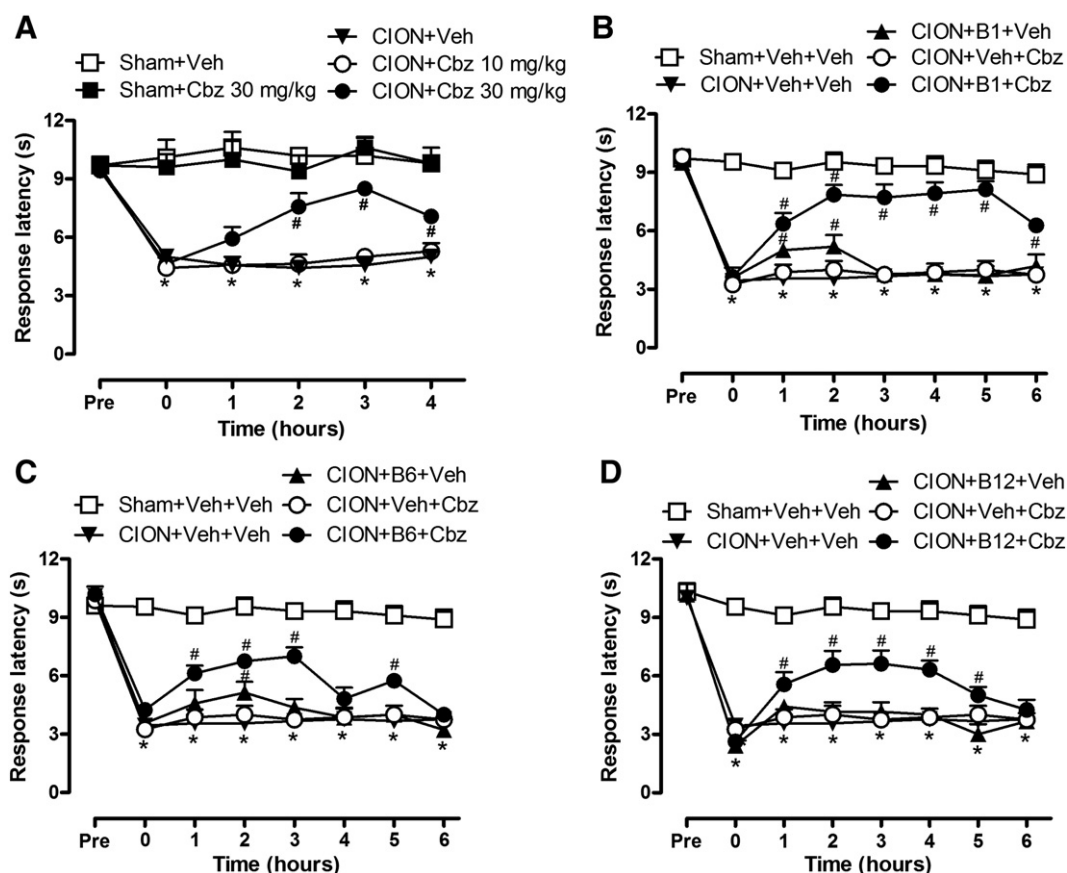 A
Sham+Veh
Sham+Cbz 30 mg/kg
CION+Veh
CION+Cbz 10 mg/kg
CION+Cbz 30 mg/kg
Response latency (s)
12
9
6
3
0
# # #
* * * * *
Pre 0 1 2 3 4
Time (hours)
B
Sham+Veh+Veh
CION+Veh+Veh
CION+B1+Veh
CION+Veh+Cbz
CION+B1+Cbz
Response latency (s)
12
9
6
3
0
# # # # # # # #
* * * * * * *
Pre 0 1 2 3 4 5 6
Time (hours)
C
Sham+Veh+Veh
CION+Veh+Veh
CION+B6+Veh
CION+Veh+Cbz
CION+B6+Cbz
Response latency (s)
12
9
6
3
0
# # # # #
* * * * * * *
Pre 0 1 2 3 4 5 6
Time (hours)
D
Sham+Veh+Veh
CION+Veh+Veh
CION+B12+Veh
CION+Veh+Cbz
CION+B12+Cbz
Response latency (s)
12
9
6
3
0
# # # # #
* * * * * * *
Pre 0 1 2 3 4 5 6
Time (hours)